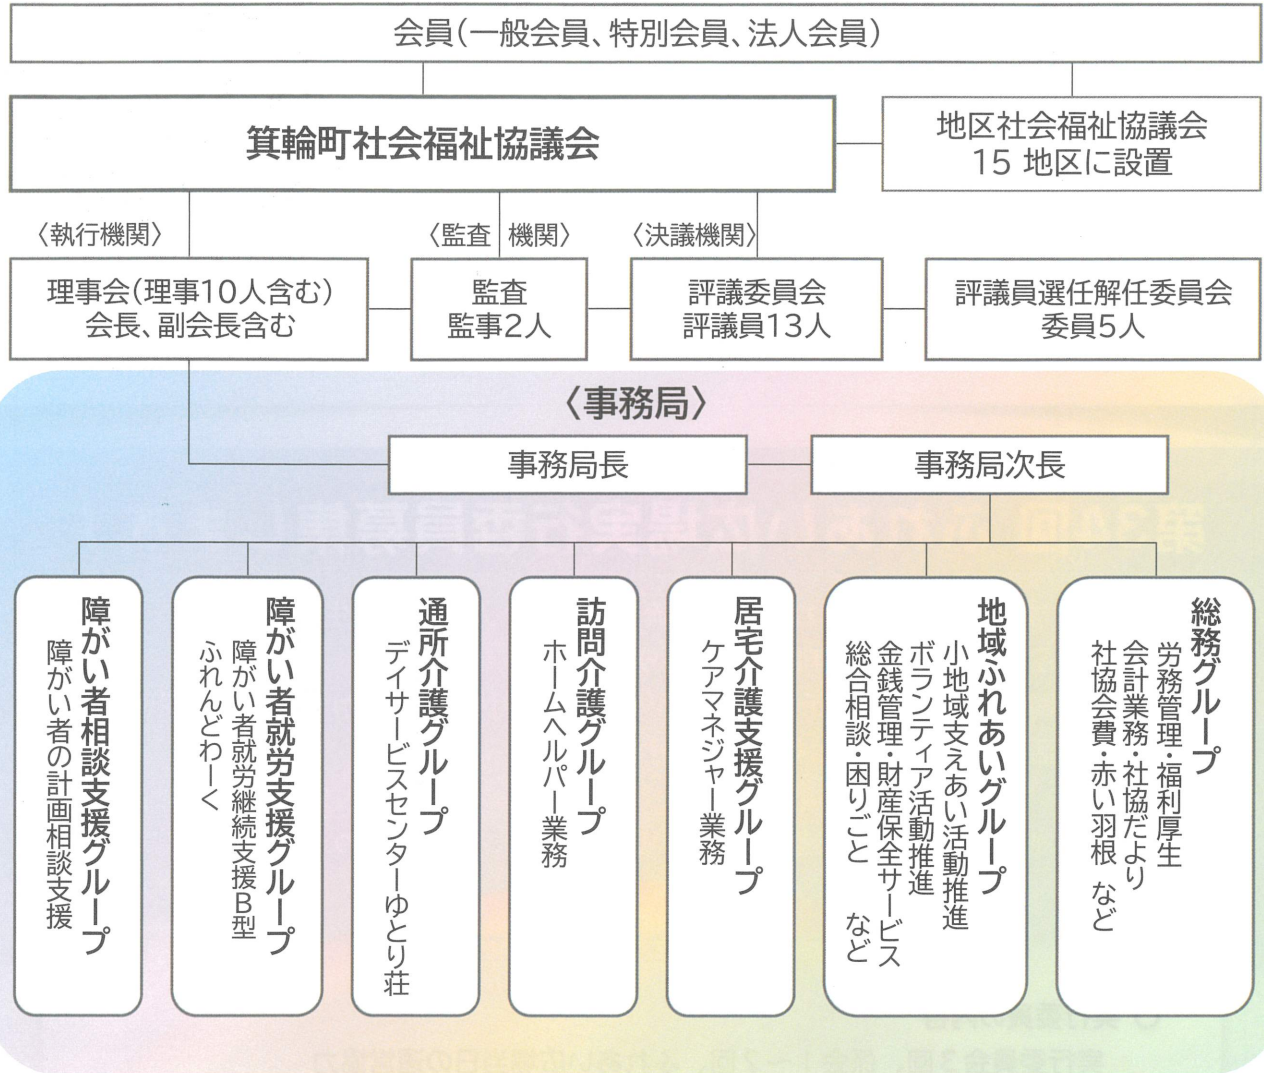 会員（一般会員、特別会員、法人会員）
箕輪町社会福祉協議会
地区社会福祉協議会
15 地区に設置
〈執行機関〉
〈監査 機関〉
〈決議機関〉
理事会（理事10人含む）
会長、副会長含む
監査
監事2人
評議委員会
評議員13人
評議員選任解任委員会
委員5人
〈事務局〉
事務局長
事務局次長
総務グループ
労務管理・福利厚生
会計業務・社協だより
社協会費・赤い羽根 など
地域ふれあいグループ
小地域支えあい活動推進
ボランティア活動推進
金銭管理・財産保全サービス
総合相談・困りごと など
居宅介護支援グループ
ケアマネジャー業務
訪問介護グループ
ホームヘルパー業務
通所介護グループ
デイサービスセンターゆとり荘
障がい者就労支援グループ
障がい者就労継続支援B型
ふれんどわーく
障がい者相談支援グループ
障がい者の計画相談支援